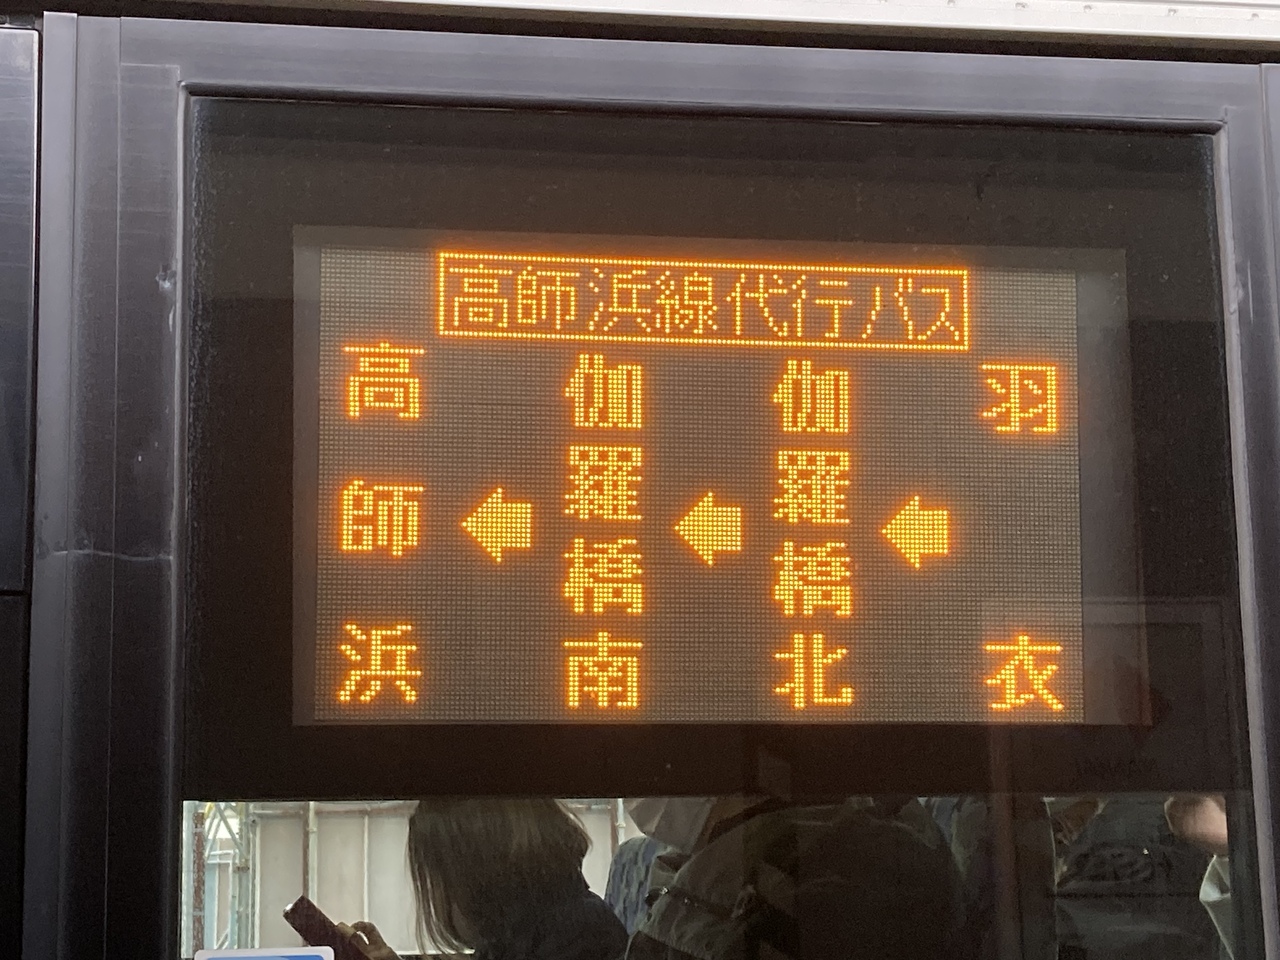 高師浜線代行バス
羽衣
←
伽羅橋北
←
伽羅橋南
←
高師浜